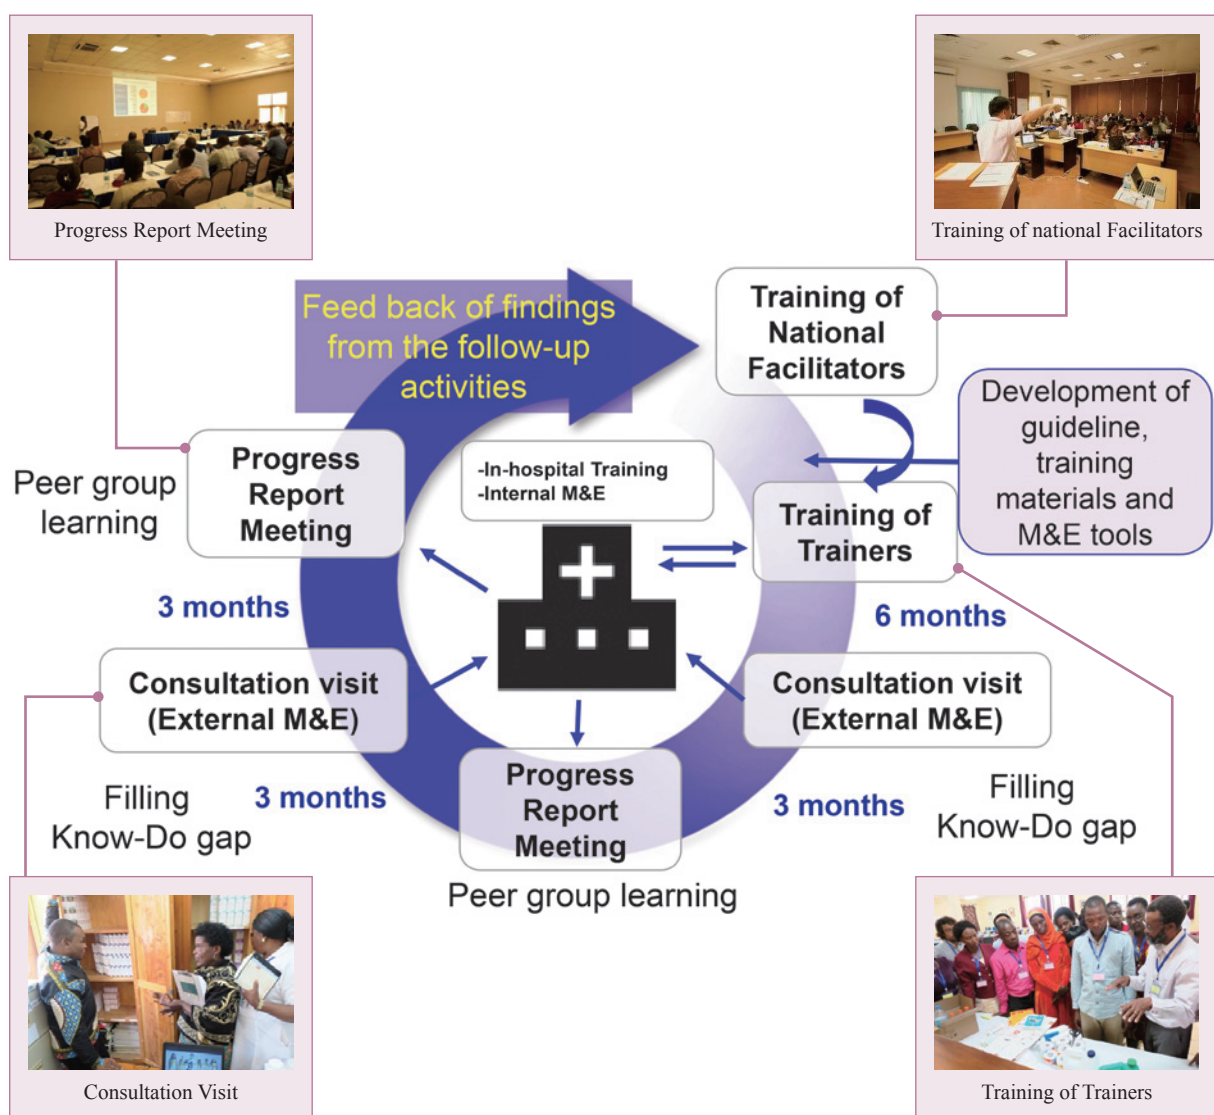 Progress Report Meeting
Training of national Facilitators
Feed back of findings
from the follow-up
activities
Training of
National
Facilitators
Development of
guideline,
training
materials and
M&E tools
Progress
Report
Meeting
Peer group
learning
-In-hospital Training
-Internal M&E
Training of
Trainers
3 months
6 months
Consultation visit
(External M&E)
Consultation visit
(External M&E)
Filling
Know-Do gap
3 months
Progress
Report
Meeting
3 months
Filling
Know-Do gap
Peer group learning
Consultation Visit
Training of Trainers